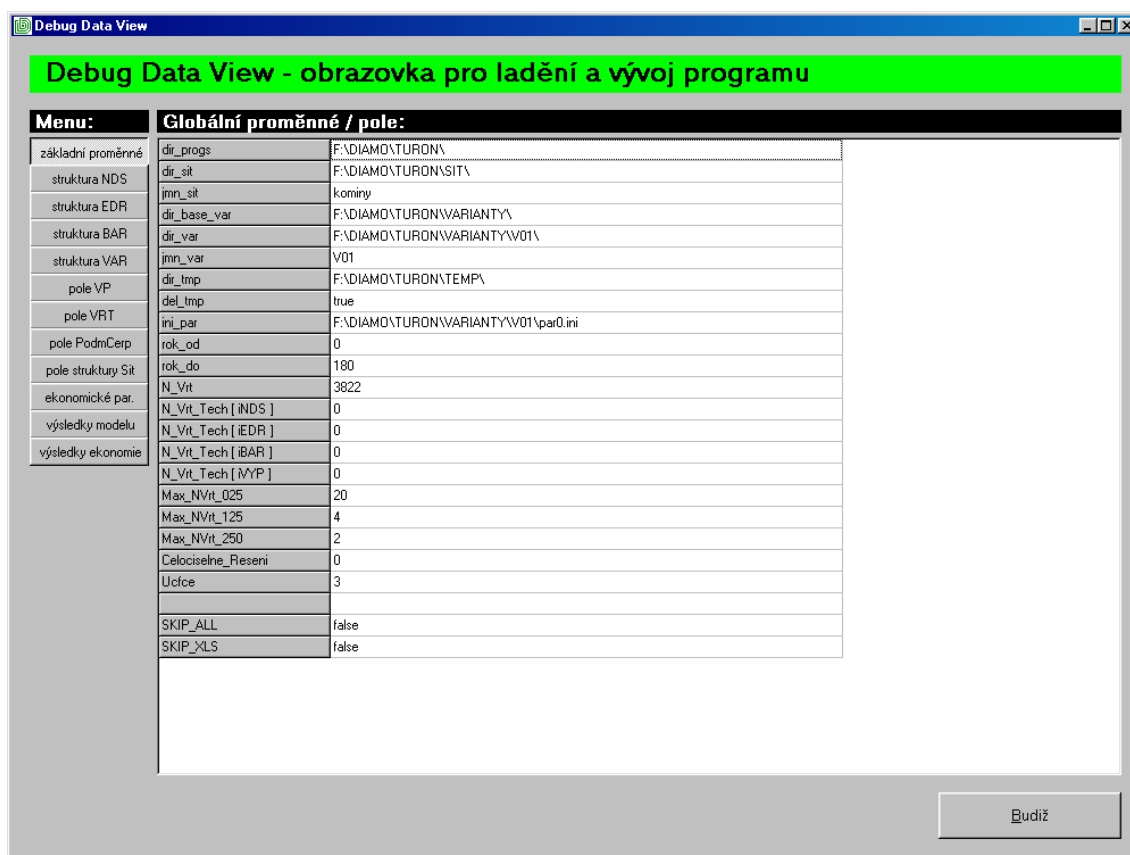 Debug Data View
Debug Data View - obrazovka pro ladění a vývoj programu
Menu:
Globální proměnné / pole:
základní proměnné
struktura NDS
struktura EDR
struktura BAR
struktura VAR
pole VP
pole VRT
pole PodmCerp
pole struktury Sit
ekonomické par.
výsledky modelu
výsledky ekonomie
dir_progs F:\DIAMO\TURON\
dir_sit F:\DIAMO\TURON\SIT\
jmn_sit kominy
dir_base_var F:\DIAMO\TURON\VARIANTY\
dir_var F:\DIAMO\TURON\VARIANTY\V01\
jmn_var V01
dir_tmp F:\DIAMO\TURON\TEMP\
del_tmp true
ini_par F:\DIAMO\TURON\VARIANTY\V01\par0.ini
rok_od 0
rok_do 180
N_Vrt 3822
N_Vrt_Tech [ iNDS ] 0
N_Vrt_Tech [ iEDR ] 0
N_Vrt_Tech [ iBAR ] 0
N_Vrt_Tech [ iVYP ] 0
Max_NVrt_025 20
Max_NVrt_125 4
Max_NVrt_250 2
Celociselne_Reseni 0
Ucfce 3
SKIP_ALL false
SKIP_XLS false
Budiž